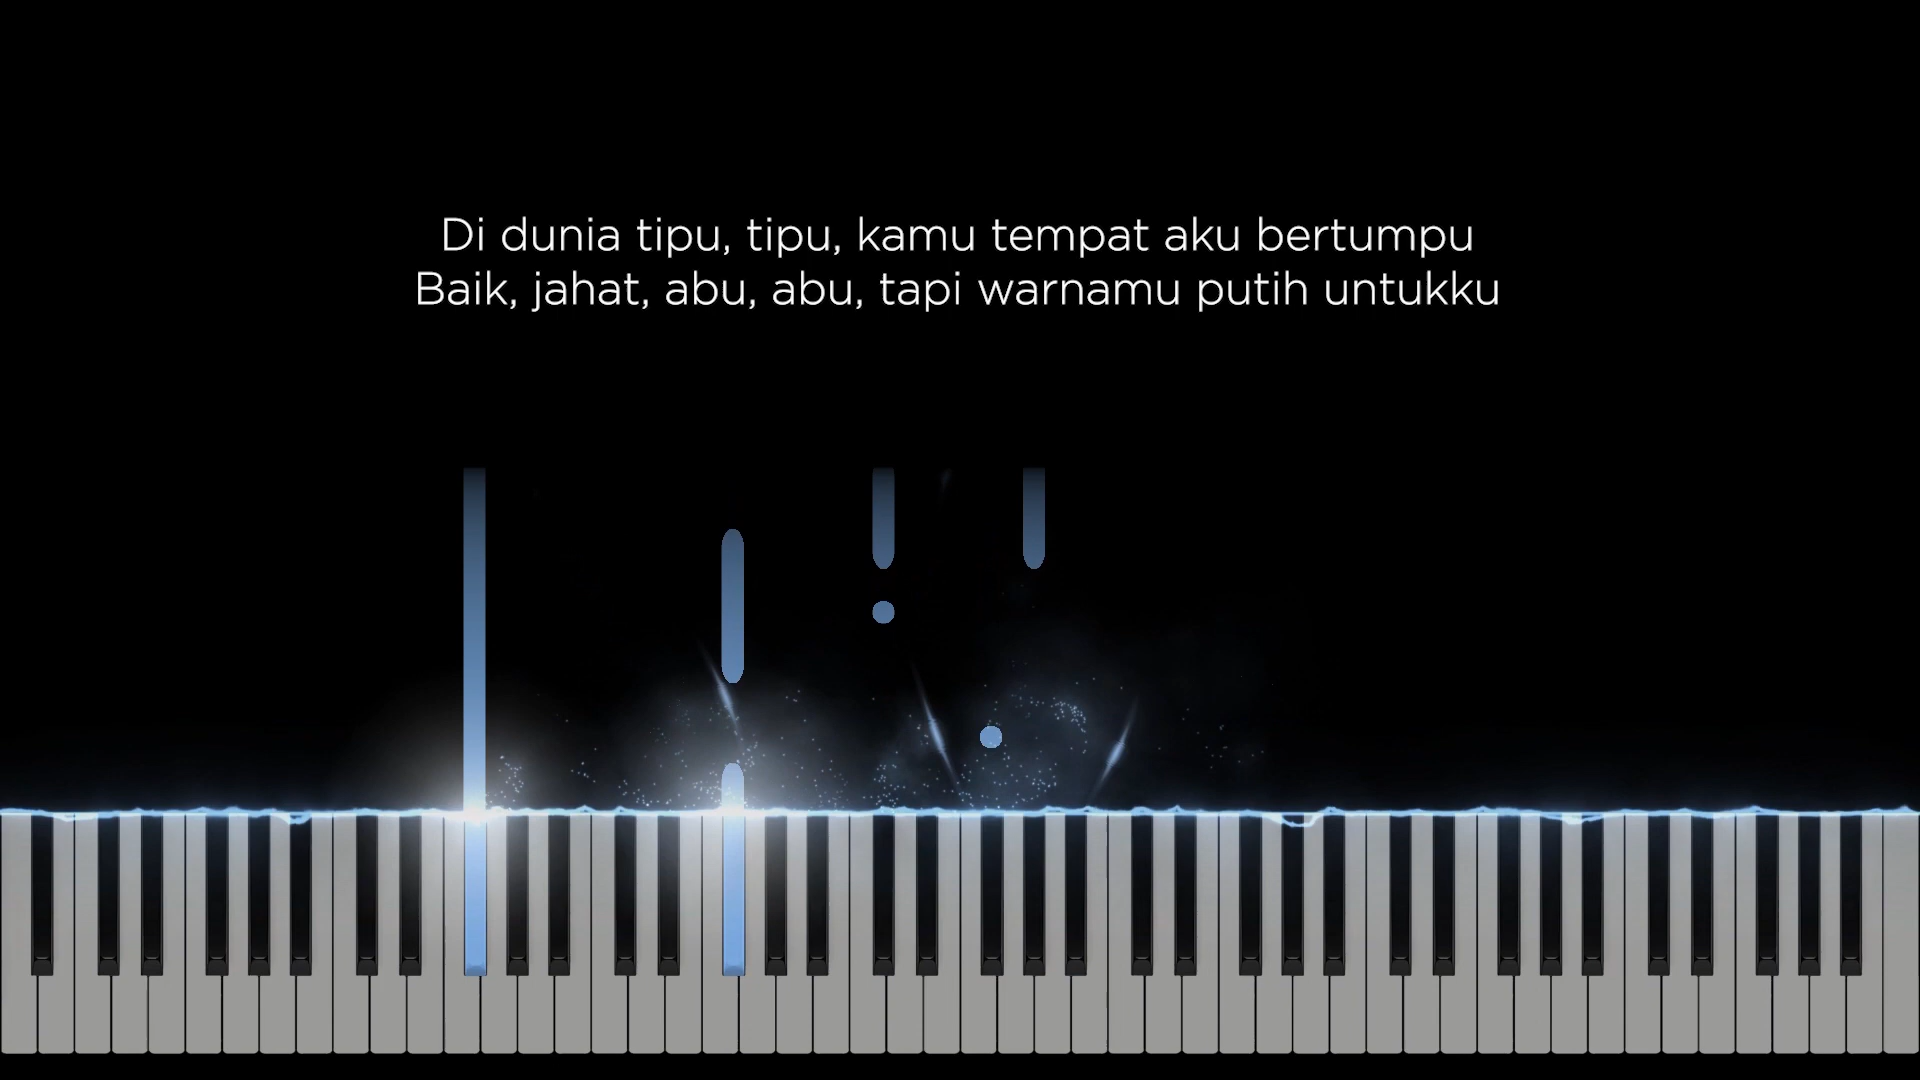 Di dunia tipu, tipu, kamu tempat aku bertumpu
Baik, jahat, abu, abu, tapi warnamu putih untukku